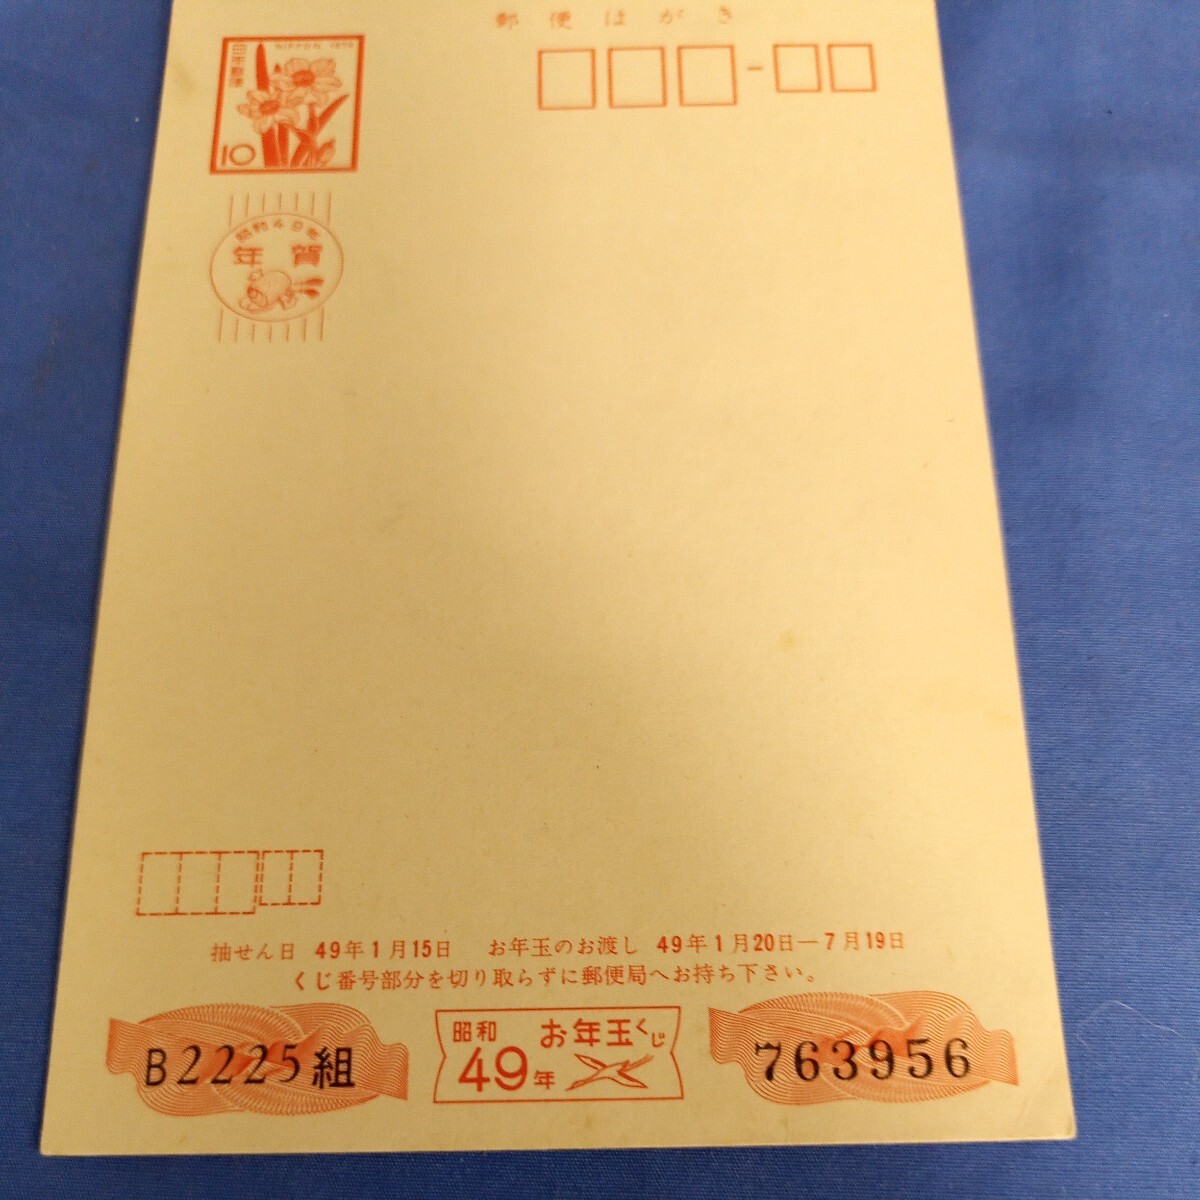 郵便はがき
NIPPON 1974
日本郵便
10
昭和49年
年賀
抽せん日 49年1月15日 お年玉のお渡し 49年1月20日—7月19日
くじ番号部分を切り取らずに郵便局へお持ち下さい。
B2225組
昭和
49年
お年玉くじ
763956